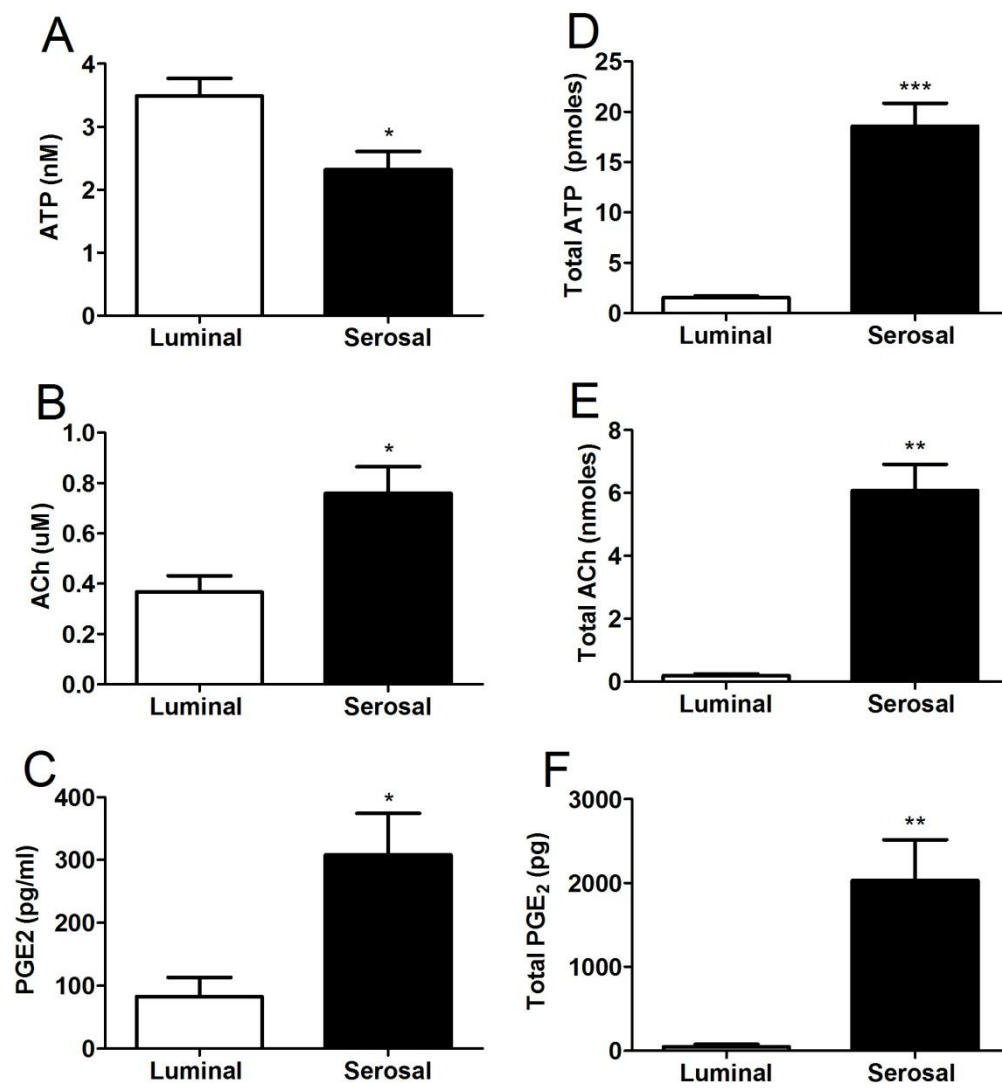 A
ATP (nM)
4
3
2
1
0
*
Luminal Serosal
B
ACh (uM)
1.0
0.8
0.6
0.4
0.2
0.0
*
Luminal Serosal
C
PGE2 (pg/ml)
400
300
200
100
0
*
Luminal Serosal
D
Total ATP (pmoles)
25
20
15
10
5
0
***
Luminal Serosal
E
Total ACh (nmoles)
8
6
4
2
0
**
Luminal Serosal
F
Total PGE₂ (pg)
3000
2000
1000
0
**
Luminal Serosal